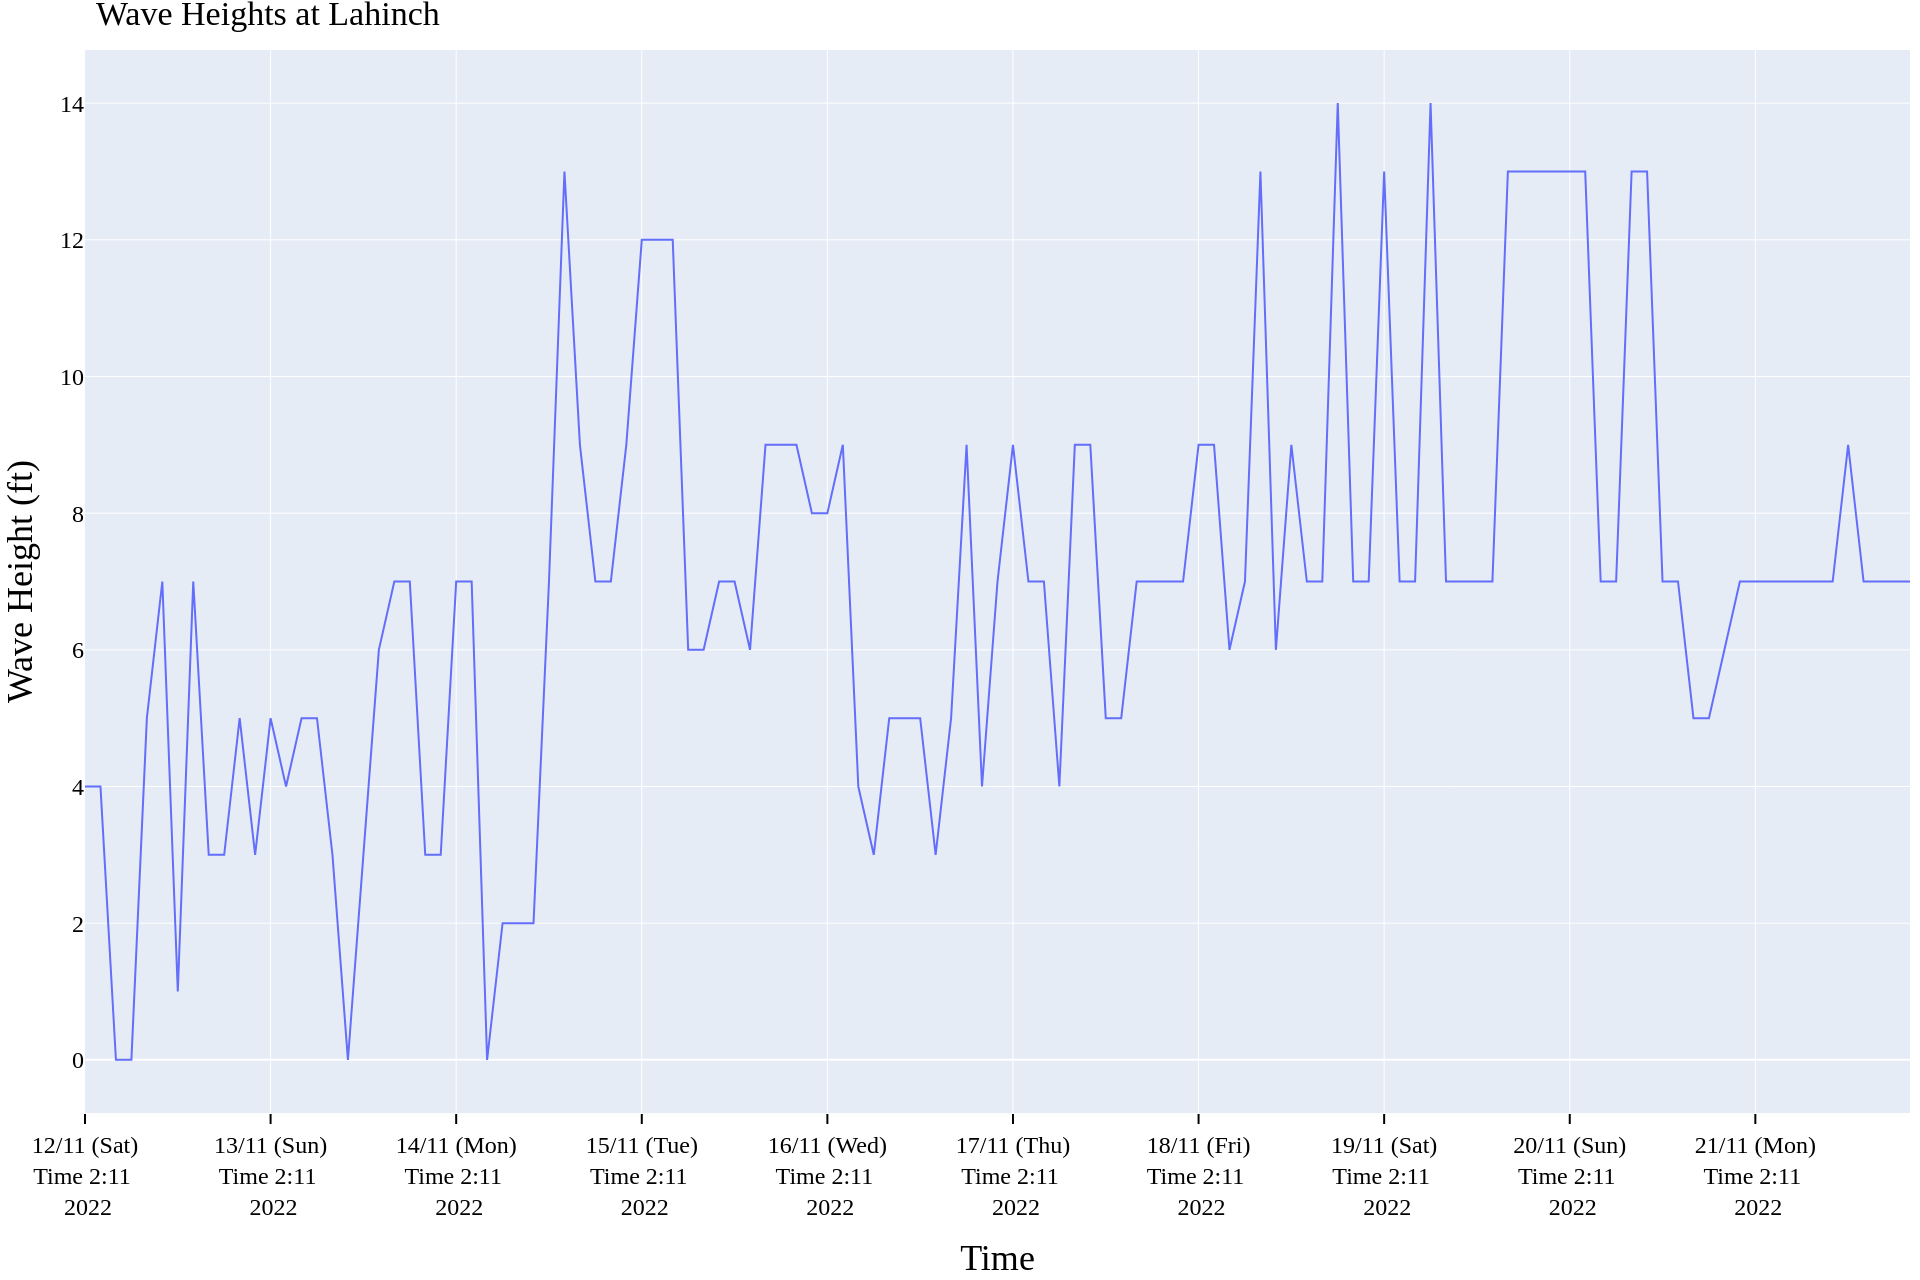 Wave Heights at Lahinch
Wave Height (ft)
14
12
10
8
6
4
2
0
12/11 (Sat) 13/11 (Sun) 14/11 (Mon) 15/11 (Tue) 16/11 (Wed) 17/11 (Thu) 18/11 (Fri) 19/11 (Sat) 20/11 (Sun) 21/11 (Mon)
Time 2:11 Time 2:11 Time 2:11 Time 2:11 Time 2:11 Time 2:11 Time 2:11 Time 2:11 Time 2:11 Time 2:11
2022 2022 2022 2022 2022 2022 2022 2022 2022 2022
Time